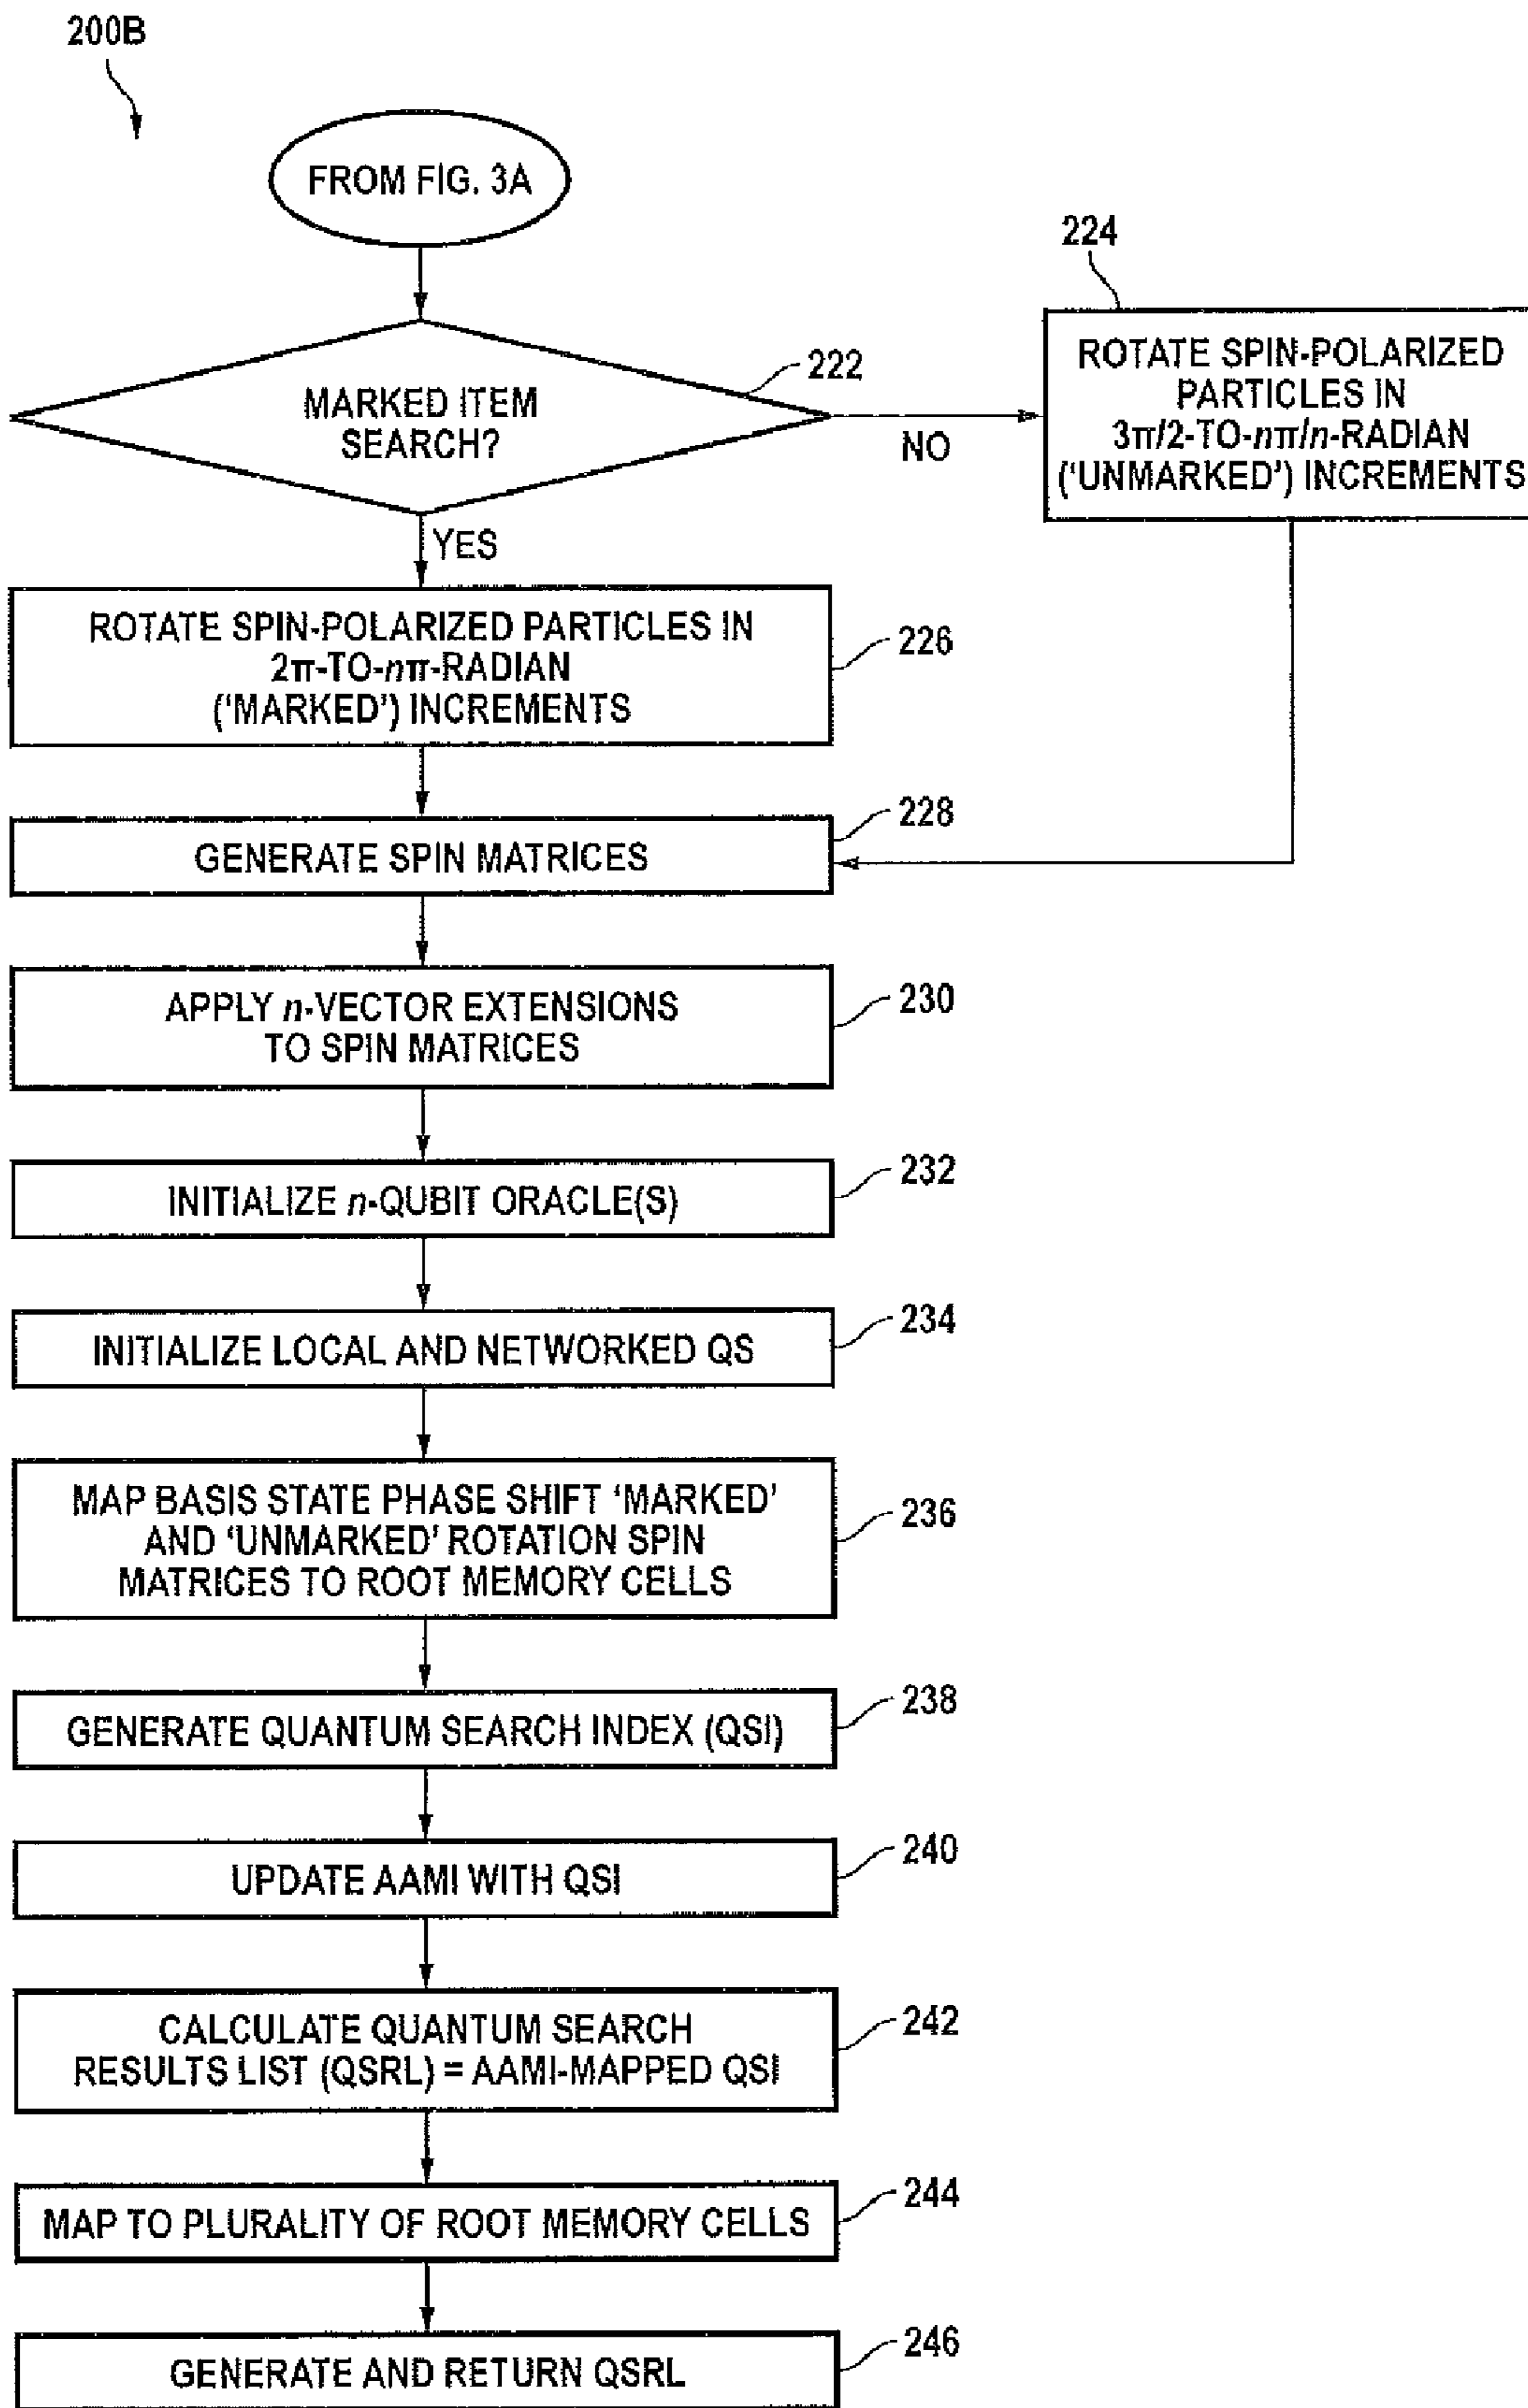 200B
FROM FIG. 3A
224
222
MARKED ITEM
SEARCH?
NO
ROTATE SPIN-POLARIZED
PARTICLES IN
3π/2-TO-nπ/n-RADIAN
('UNMARKED') INCREMENTS
YES
ROTATE SPIN-POLARIZED PARTICLES IN
2π-TO-nπ-RADIAN
('MARKED') INCREMENTS
226
228
GENERATE SPIN MATRICES
APPLY n-VECTOR EXTENSIONS
TO SPIN MATRICES
230
232
INITIALIZE n-QUBIT ORACLE(S)
234
INITIALIZE LOCAL AND NETWORKED QS
MAP BASIS STATE PHASE SHIFT 'MARKED'
AND 'UNMARKED' ROTATION SPIN
MATRICES TO ROOT MEMORY CELLS
236
238
GENERATE QUANTUM SEARCH INDEX (QSI)
240
UPDATE AAMI WITH QSI
CALCULATE QUANTUM SEARCH
RESULTS LIST (QSRL) = AAMI-MAPPED QSI
242
244
MAP TO PLURALITY OF ROOT MEMORY CELLS
246
GENERATE AND RETURN QSRL